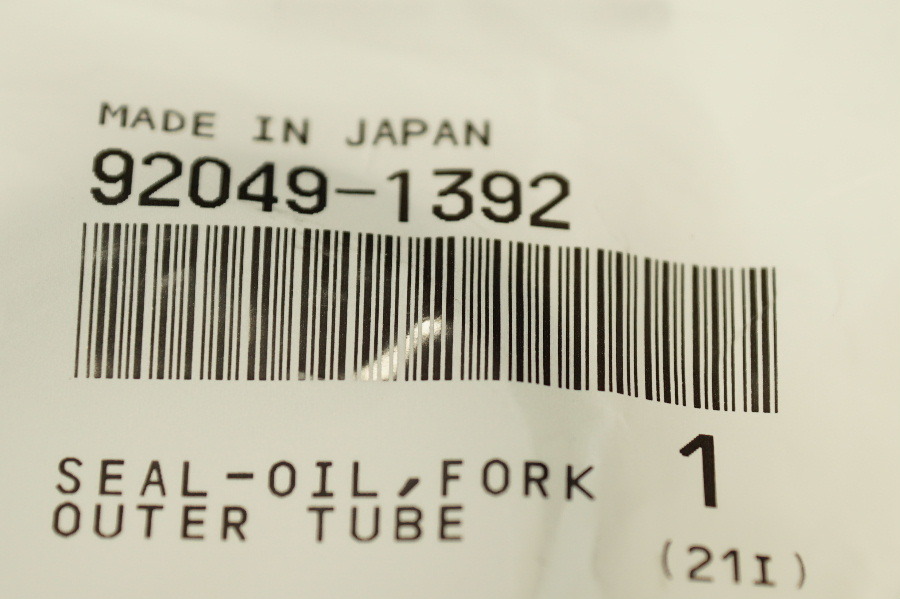 MADE IN JAPAN
92049-1392
SEAL-OIL,FORK
OUTER TUBE
1
(21I)